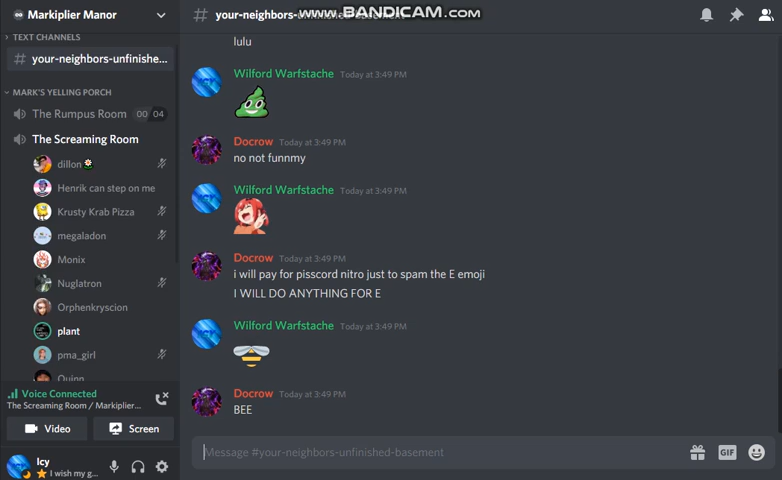 Markiplier Manor
# your-neighbors-
www.BANDICAM.com
TEXT CHANNELS
# your-neighbors-unfinishe...
MARK'S YELLING PORCH
The Rumpus Room 00 04
The Screaming Room
dillon
Henrik can step on me
Krusty Krab Pizza
megaladon
Monix
Nuglatron
Orphenkryscion
plant
pma_girl
Quinn
Voice Connected
The Screaming Room / Markiplier...
Video
Screen
Icy
I wish my g...
lulu
Wilford Warfstache Today at 3:49 PM
Docrow Today at 3:49 PM
no not funnmy
Wilford Warfstache Today at 3:49 PM
Docrow Today at 3:49 PM
i will pay for pisscord nitro just to spam the E emoji
I WILL DO ANYTHING FOR E
Wilford Warfstache Today at 3:49 PM
Docrow Today at 3:49 PM
BEE
Message #your-neighbors-unfinished-basement
GIF